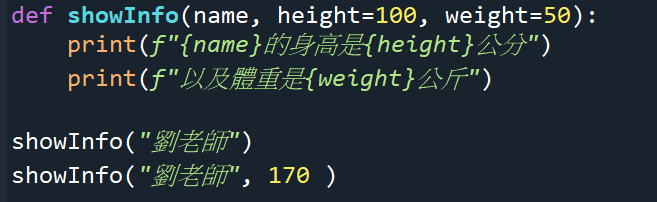 def showInfo(name, height=100, weight=50):
    print(f"{name}的身高是{height}公分")
    print(f"以及體重是{weight}公斤")
showInfo("劉老師")
showInfo("劉老師", 170 )